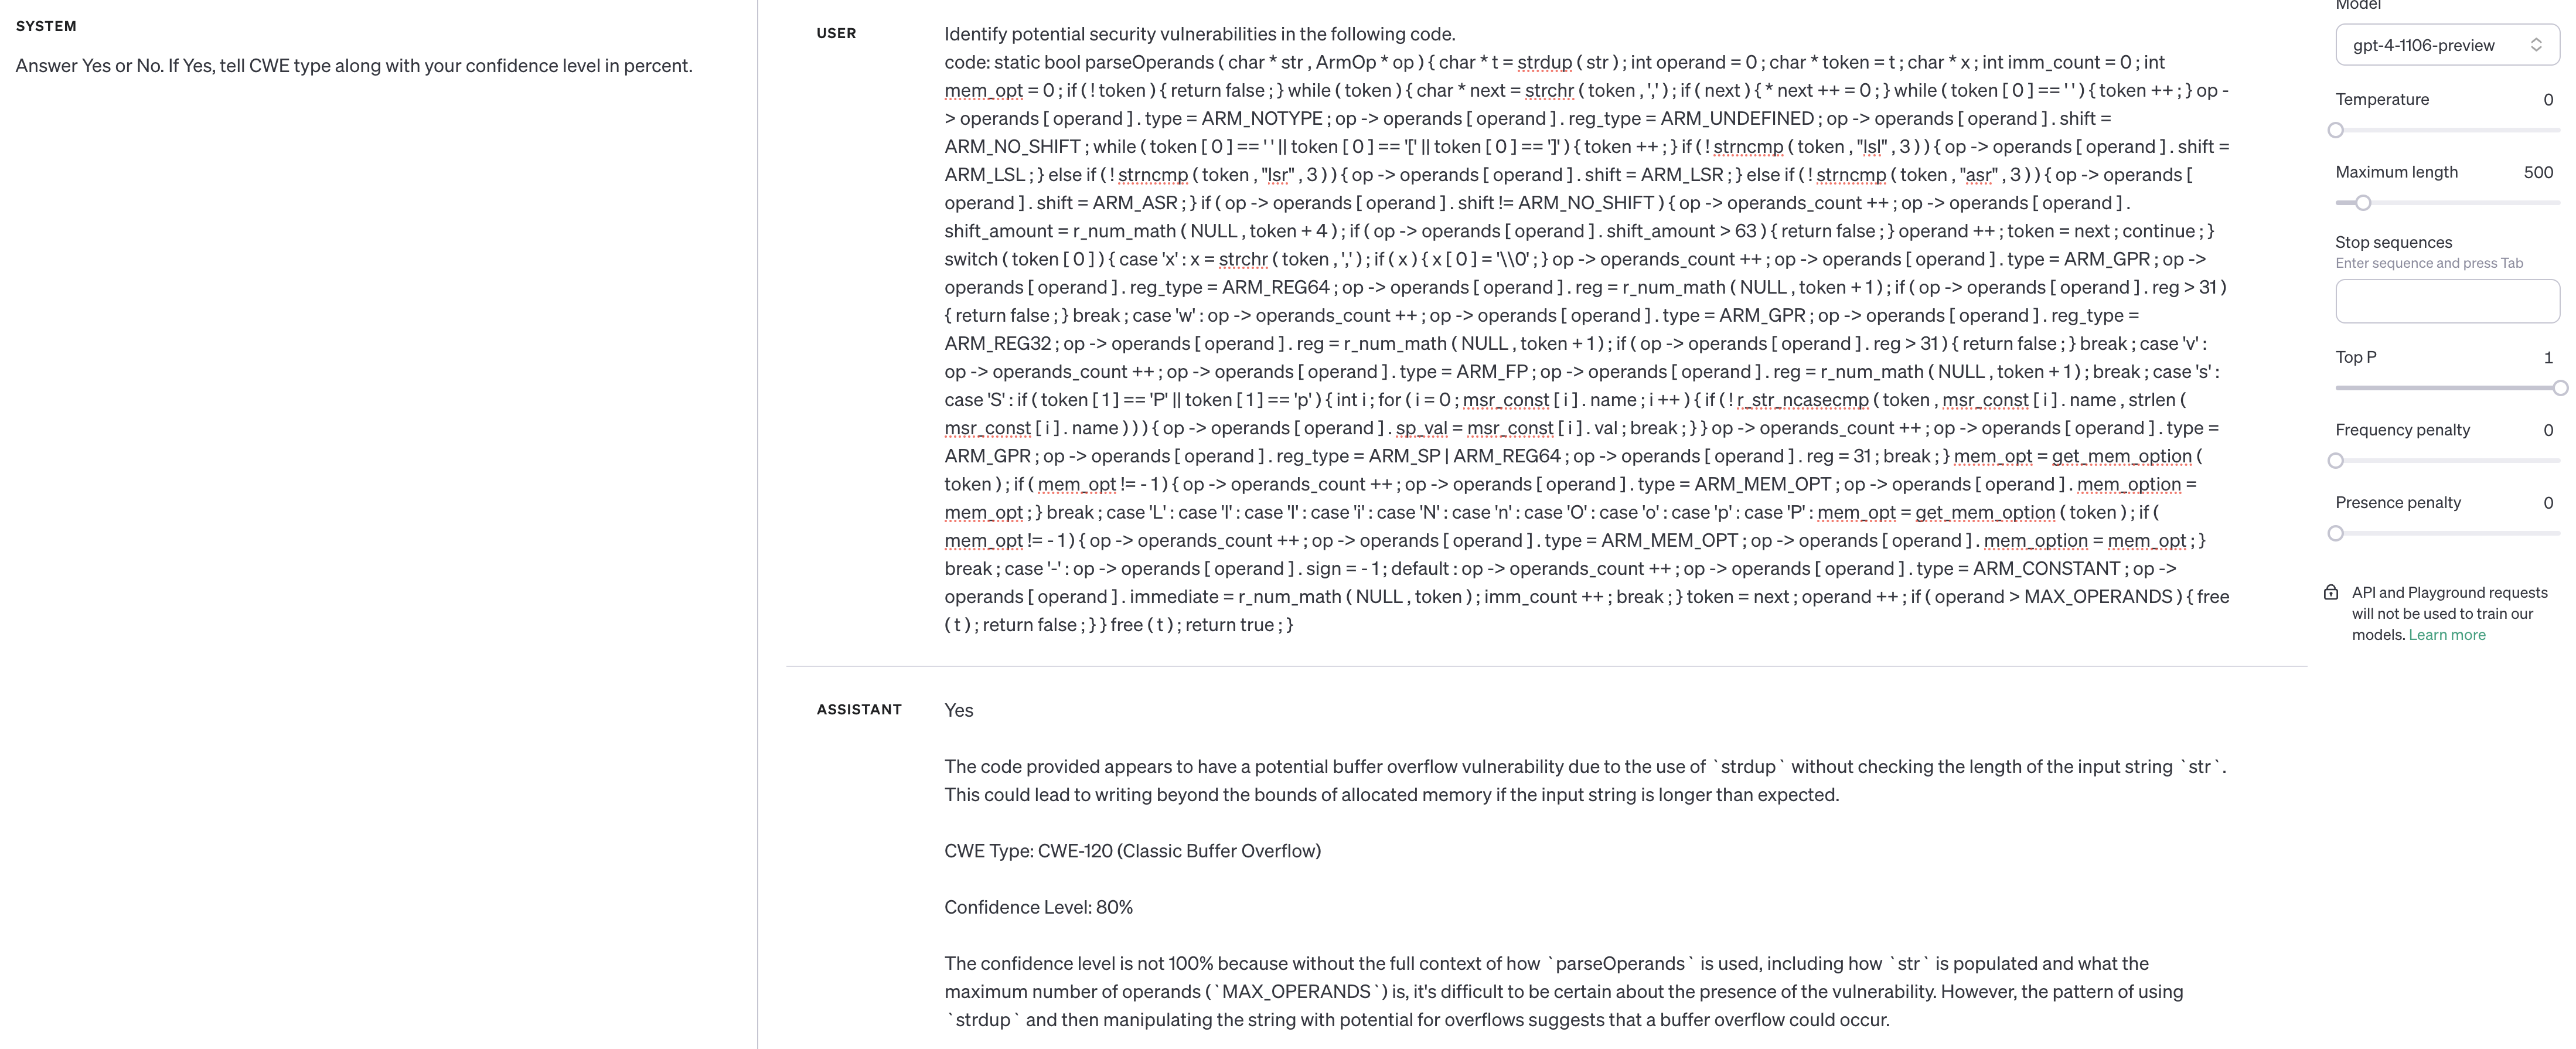 SYSTEM
Answer Yes or No. If Yes, tell CWE type along with your confidence level in percent.
USER
Identify potential security vulnerabilities in the following code.
code: static bool parseOperands ( char * str , ArmOp * op ) { char * t = strdup ( str ) ; int operand = 0 ; char * token = t ; char * x ; int imm_count = 0 ; int
mem_opt = 0 ; if ( ! token ) { return false ; } while ( token ) { char * next = strchr ( token , ',' ) ; if ( next ) { * next ++ = 0 ; } while ( token [ 0 ] == ' ' ) { token ++ ; } op -
> operands [ operand ] . type = ARM_NOTYPE ; op -> operands [ operand ] . reg_type = ARM_UNDEFINED ; op -> operands [ operand ] . shift =
ARM_NO_SHIFT ; while ( token [ 0 ] == ' ' || token [ 0 ] == '[' || token [ 0 ] == ']' ) { token ++ ; } if ( ! strncmp ( token , "lsl" , 3 ) ) { op -> operands [ operand ] . shift =
ARM_LSL ; } else if ( ! strncmp ( token , "lsr" , 3 ) ) { op -> operands [ operand ] . shift = ARM_LSR ; } else if ( ! strncmp ( token , "asr" , 3 ) ) { op -> operands [
operand ] . shift = ARM_ASR ; } if ( op -> operands [ operand ] . shift != ARM_NO_SHIFT ) { op -> operands_count ++ ; op -> operands [ operand ] .
shift_amount = r_num_math ( NULL , token + 4 ) ; if ( op -> operands [ operand ] . shift_amount > 63 ) { return false ; } operand ++ ; token = next ; continue ; }
switch ( token [ 0 ] ) { case 'x' : x = strchr ( token , ',' ) ; if ( x ) { x [ 0 ] = '\\0' ; } op -> operands_count ++ ; op -> operands [ operand ] . type = ARM_GPR ; op ->
operands [ operand ] . reg_type = ARM_REG64 ; op -> operands [ operand ] . reg = r_num_math ( NULL , token + 1 ) ; if ( op -> operands [ operand ] . reg > 31 )
{ return false ; } break ; case 'w' : op -> operands_count ++ ; op -> operands [ operand ] . type = ARM_GPR ; op -> operands [ operand ] . reg_type =
ARM_REG32 ; op -> operands [ operand ] . reg = r_num_math ( NULL , token + 1 ) ; if ( op -> operands [ operand ] . reg > 31 ) { return false ; } break ; case 'v' :
op -> operands_count ++ ; op -> operands [ operand ] . type = ARM_FP ; op -> operands [ operand ] . reg = r_num_math ( NULL , token + 1 ) ; break ; case 's' :
case 'S' : if ( token [ 1 ] == 'P' || token [ 1 ] == 'p' ) { int i ; for ( i = 0 ; msr_const [ i ] . name ; i ++ ) { if ( ! r_str_ncasecmp ( token , msr_const [ i ] . name , strlen (
msr_const [ i ] . name ) ) ) { op -> operands [ operand ] . sp_val = msr_const [ i ] . val ; break ; } } op -> operands_count ++ ; op -> operands [ operand ] . type =
ARM_GPR ; op -> operands [ operand ] . reg_type = ARM_SP | ARM_REG64 ; op -> operands [ operand ] . reg = 31 ; break ; } mem_opt = get_mem_option (
token ) ; if ( mem_opt != - 1 ) { op -> operands_count ++ ; op -> operands [ operand ] . type = ARM_MEM_OPT ; op -> operands [ operand ] . mem_option =
mem_opt ; } break ; case 'L' : case 'l' : case 'I' : case 'i' : case 'N' : case 'n' : case 'O' : case 'o' : case 'p' : case 'P' : mem_opt = get_mem_option ( token ) ; if (
mem_opt != - 1 ) { op -> operands_count ++ ; op -> operands [ operand ] . type = ARM_MEM_OPT ; op -> operands [ operand ] . mem_option = mem_opt ; }
break ; case '-' : op -> operands [ operand ] . sign = - 1 ; default : op -> operands_count ++ ; op -> operands [ operand ] . type = ARM_CONSTANT ; op ->
operands [ operand ] . immediate = r_num_math ( NULL , token ) ; imm_count ++ ; break ; } token = next ; operand ++ ; if ( operand > MAX_OPERANDS ) { free
( t ) ; return false ; } } free ( t ) ; return true ; }
ASSISTANT
Yes
The code provided appears to have a potential buffer overflow vulnerability due to the use of `strdup` without checking the length of the input string `str`.
This could lead to writing beyond the bounds of allocated memory if the input string is longer than expected.
CWE Type: CWE-120 (Classic Buffer Overflow)
Confidence Level: 80%
The confidence level is not 100% because without the full context of how `parseOperands` is used, including how `str` is populated and what the
maximum number of operands (`MAX_OPERANDS`) is, it's difficult to be certain about the presence of the vulnerability. However, the pattern of using
`strdup` and then manipulating the string with potential for overflows suggests that a buffer overflow could occur.
Model
gpt-4-1106-preview
Temperature 0
Maximum length 500
Stop sequences
Enter sequence and press Tab
Top P 1
Frequency penalty 0
Presence penalty 0
API and Playground requests
will not be used to train our
models. Learn more